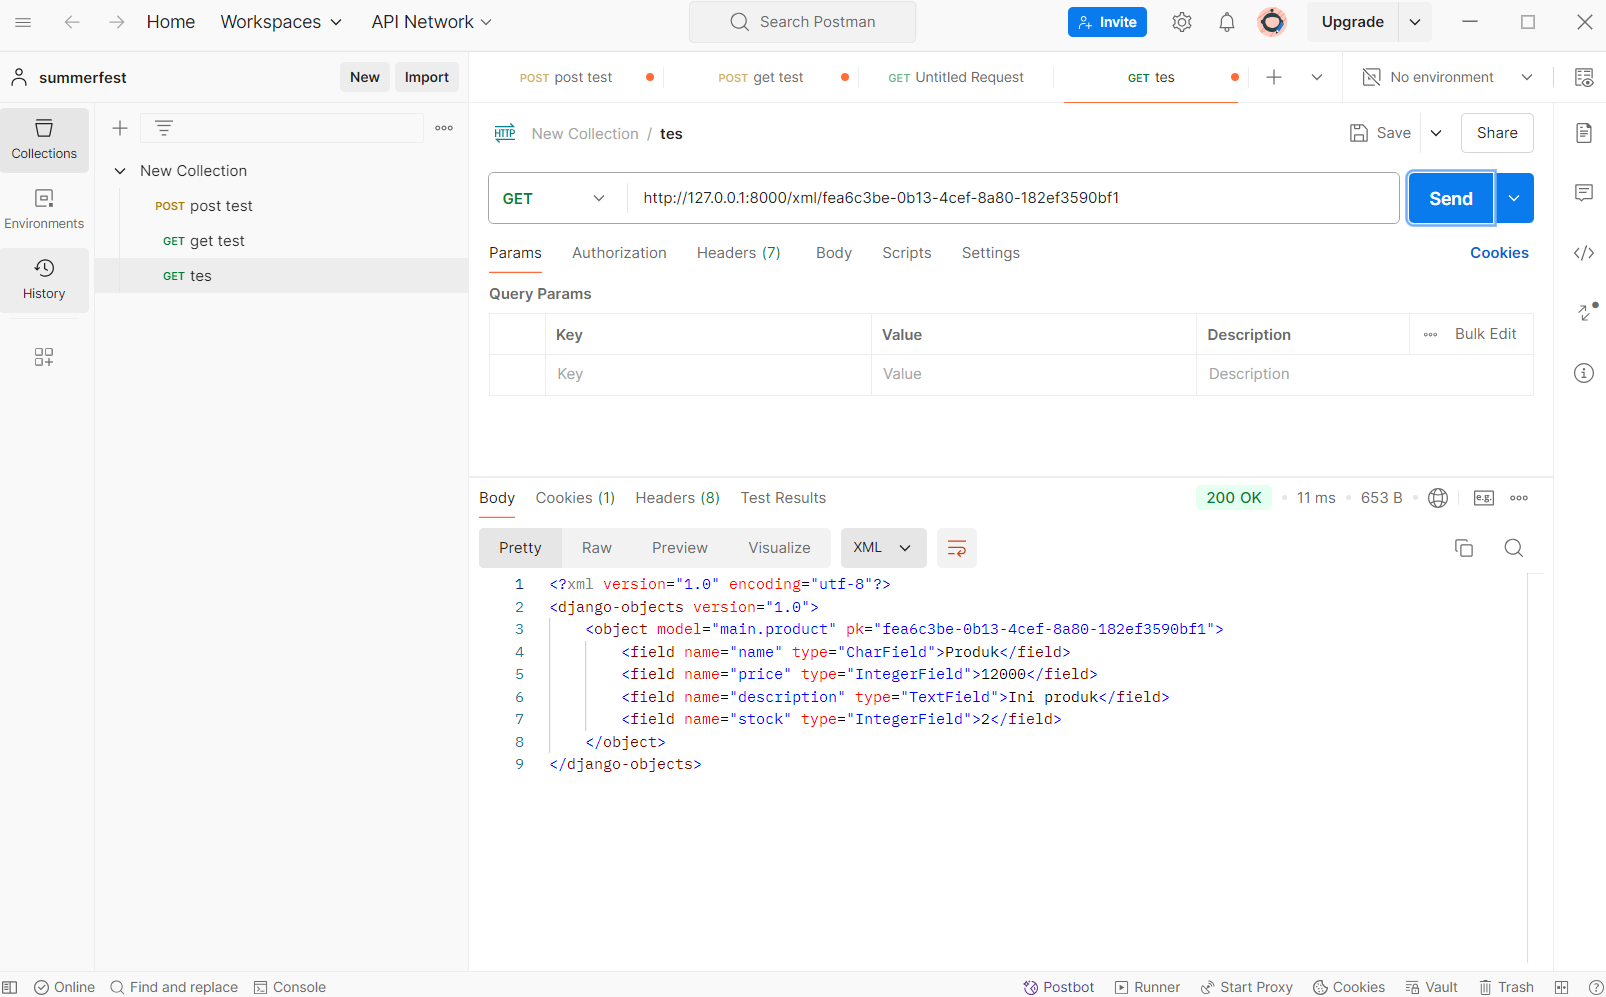 Home Workspaces API Network Search Postman Invite Upgrade
summerfest New Import POST post test POST get test GET Untitled Request GET tes No environment
Collections
Environments
History
New Collection
POST post test
GET get test
GET tes
HTTP New Collection / tes Save Share
GET http://127.0.0.1:8000/xml/fea6c3be-0b13-4cef-8a80-182ef3590bf1 Send
Params Authorization Headers (7) Body Scripts Settings Cookies
Query Params
Key Value Description Bulk Edit
Key Value Description
Body Cookies (1) Headers (8) Test Results 200 OK 11 ms 653 B e.g.
Pretty Raw Preview Visualize XML
1 <?xml version="1.0" encoding="utf-8"?>
2 <django-objects version="1.0">
3 <object model="main.product" pk="fea6c3be-0b13-4cef-8a80-182ef3590bf1">
4 <field name="name" type="CharField">Produk</field>
5 <field name="price" type="IntegerField">12000</field>
6 <field name="description" type="TextField">Ini produk</field>
7 <field name="stock" type="IntegerField">2</field>
8 </object>
9 </django-objects>
Online Find and replace Console Postbot Runner Start Proxy Cookies Vault Trash